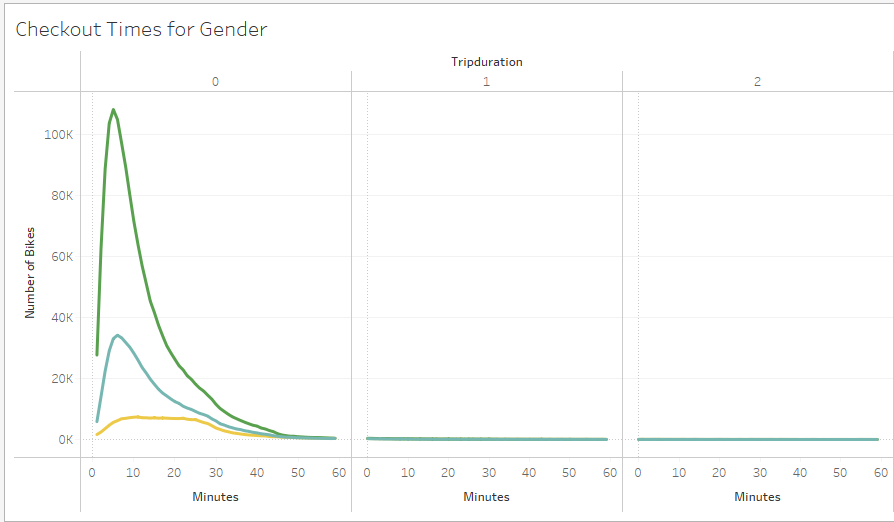 Checkout Times for Gender
Tripduration
0 1 2
100K
80K
60K
40K
20K
0K
Number of Bikes
0 10 20 30 40 50 60 0 10 20 30 40 50 60 0 10 20 30 40 50 60
Minutes Minutes Minutes